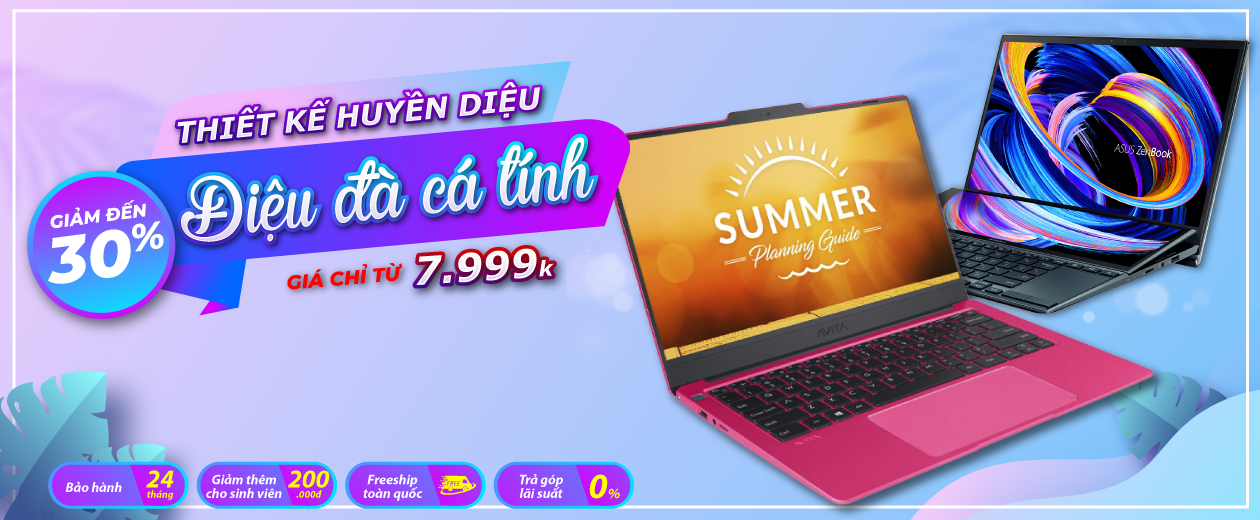 THIẾT KẾ HUYỀN DIỆU
Điệu đà cá tính
GIẢM ĐẾN
30%
GIÁ CHỈ TỪ 7.999k
SUMMER
Planning Guide
AVITA
ASUS ZenBook
Bảo hành 24 tháng
Giảm thêm cho sinh viên 200.000đ
Freeship toàn quốc FREE
Trả góp lãi suất 0%